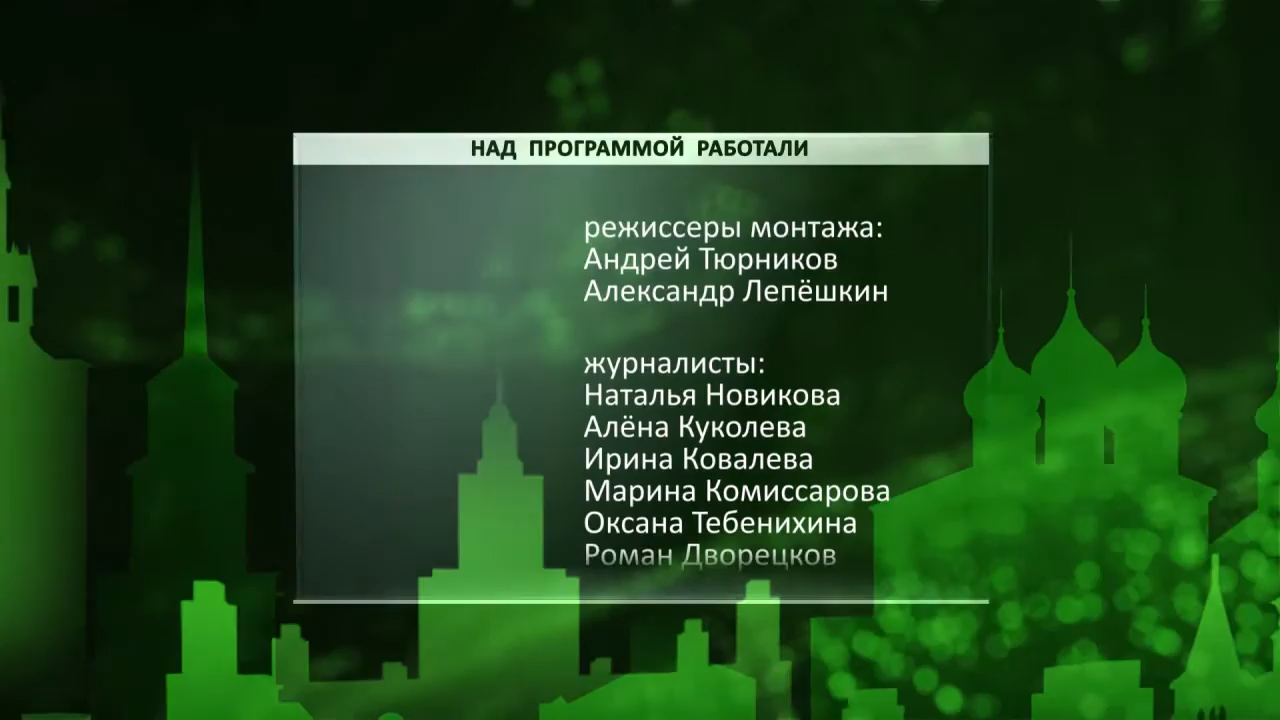 НАД ПРОГРАММОЙ РАБОТАЛИ
режиссеры монтажа:
Андрей Тюрников
Александр Лепёшкин
журналисты:
Наталья Новикова
Алёна Куколева
Ирина Ковалева
Марина Комиссарова
Оксана Тебенихина
Роман Дворецков